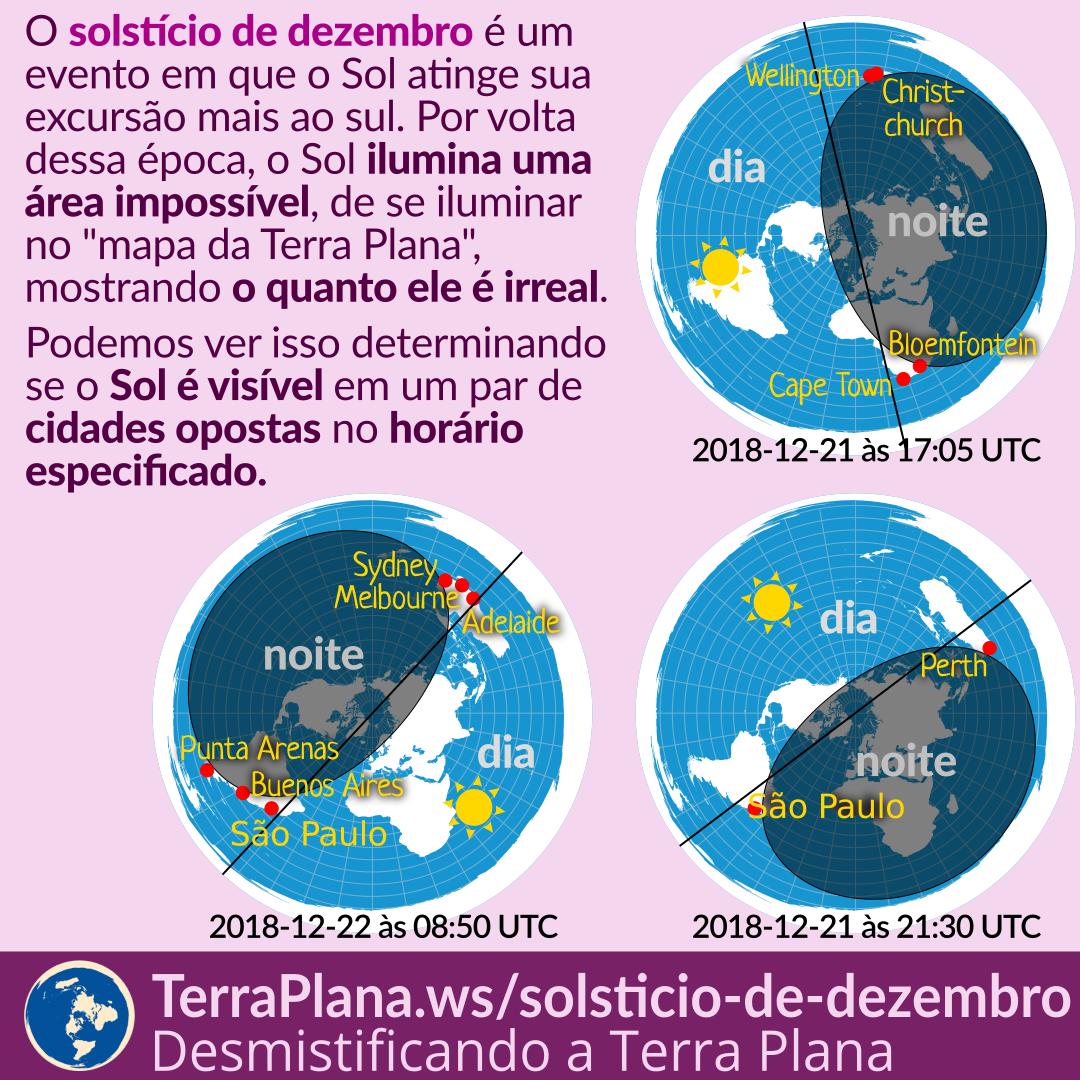 O solstício de dezembro é um
evento em que o Sol atinge sua
excursão mais ao sul. Por volta
dessa época, o Sol ilumina uma
área impossível, de se iluminar
no "mapa da Terra Plana",
mostrando o quanto ele é irreal.
Podemos ver isso determinando
se o Sol é visível em um par de
cidades opostas no horário
especificado.
Wellington
Christ-
church
dia
noite
Bloemfontein
Cape Town
2018-12-21 às 17:05 UTC
Sydney
Melbourne
Adelaide
noite
dia
Punta Arenas
Buenos Aires
São Paulo
2018-12-22 às 08:50 UTC
dia
Perth
noite
São Paulo
2018-12-21 às 21:30 UTC
TerraPlana.ws/solsticio-de-dezembro
Desmistificando a Terra Plana